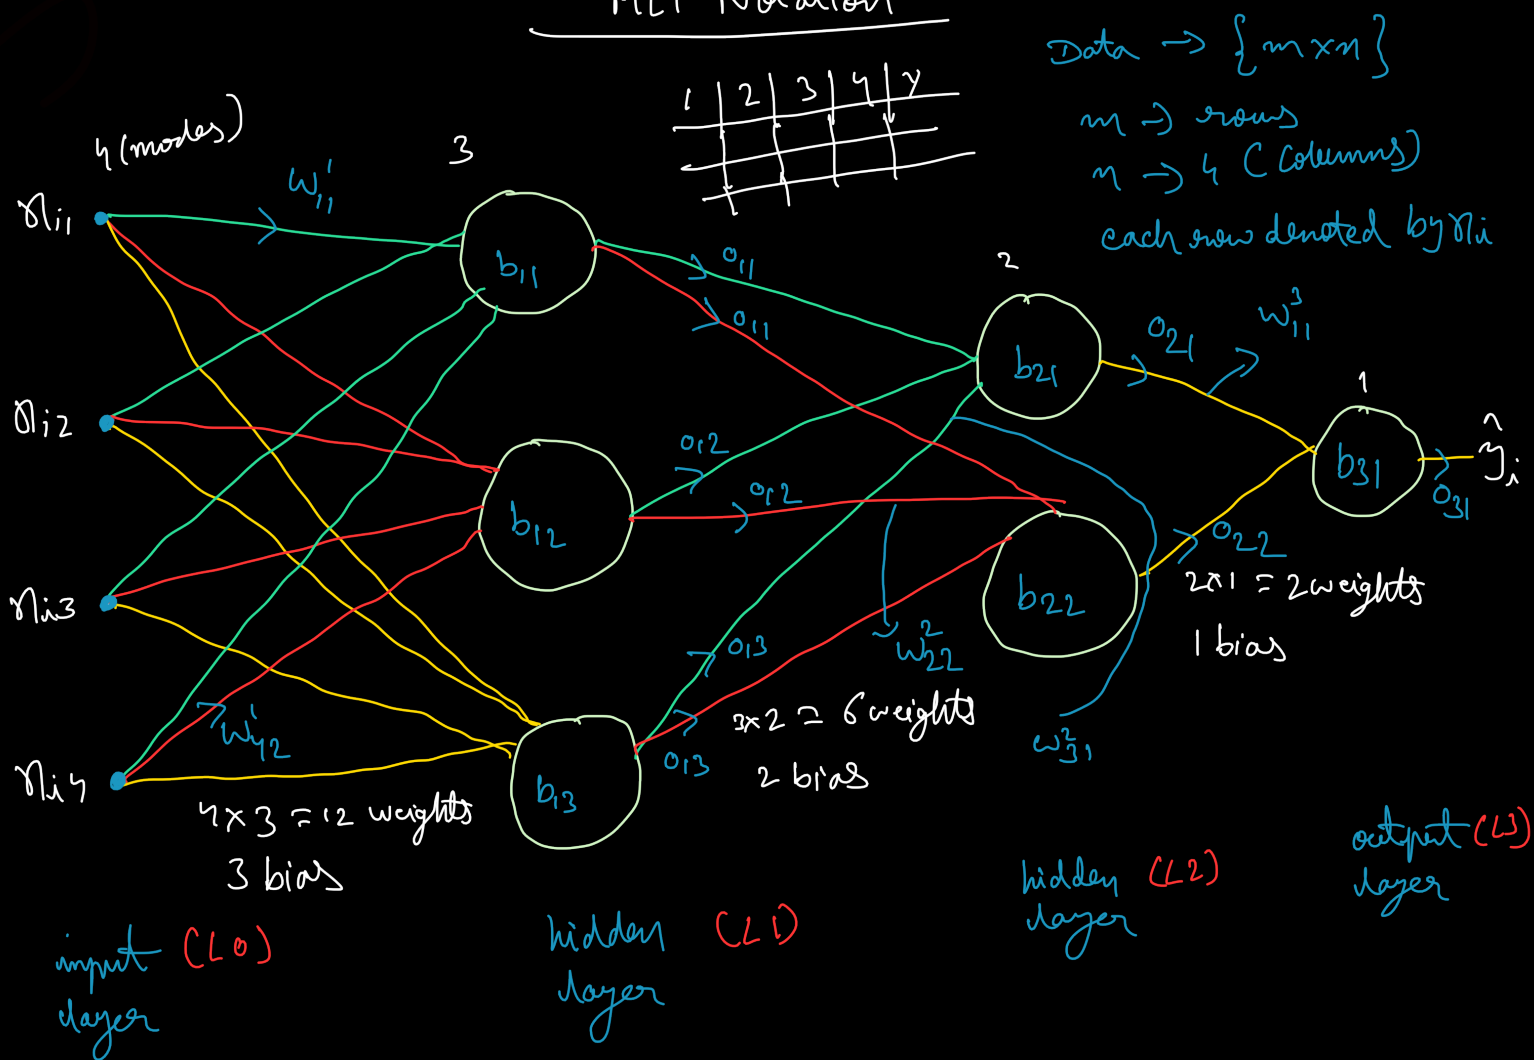 MLP Notation
Data → {m×n}
m → rows
n → 4 (columns)
each row denoted by xi
1 | 2 | 3 | 4 | y
4 (nodes)
3
2
1
xi1
xi2
xi3
xi4
w¹11
w¹42
b11
b12
b13
o11
o11
o12
o12
o13
o13
b21
b22
w²22
w²31
o21
o22
w³11
b31
o31
ŷi
4×3 = 12 weights
3 bias
3×2 = 6 weights
2 bias
2×1 = 2 weights
1 bias
input (L0)
layer
hidden (L1)
layer
hidden (L2)
layer
output (L3)
layer